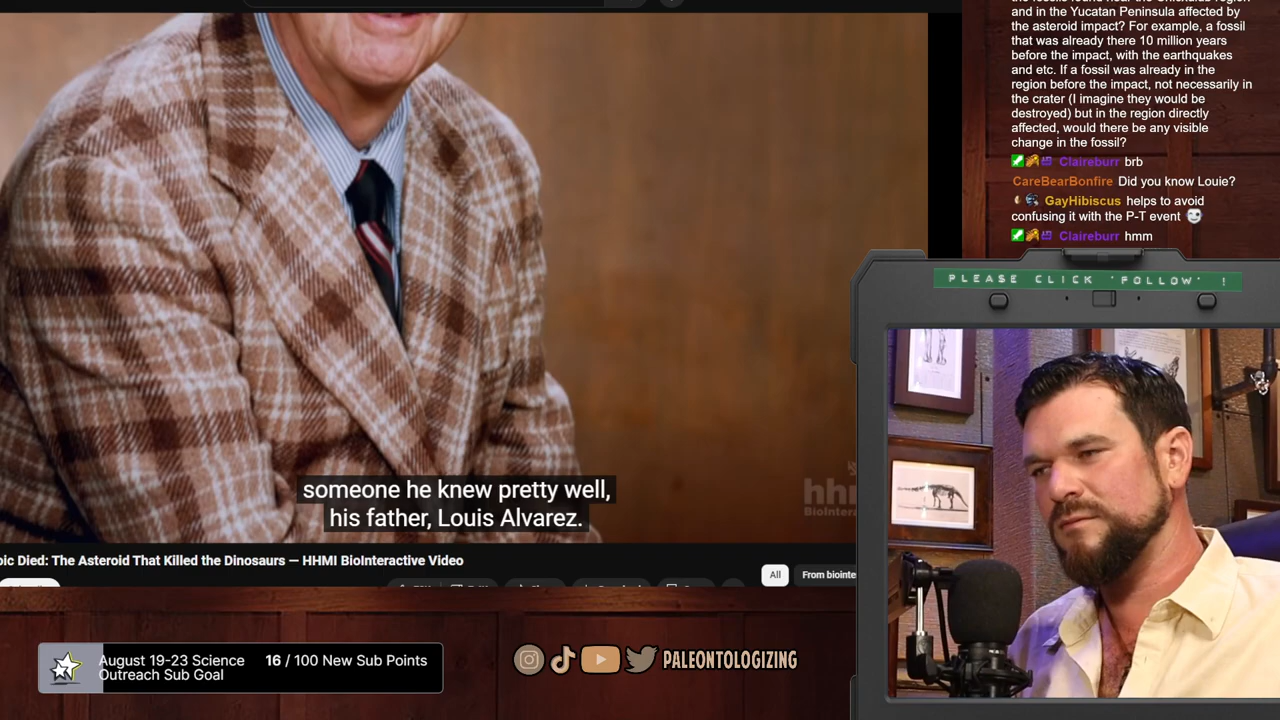 and in the Yucatan Peninsula affected by
the asteroid impact? For example, a fossil
that was already there 10 million years
before the impact, with the earthquakes
and etc. If a fossil was already in the
region before the impact, not necessarily in
the crater (I imagine they would be
destroyed) but in the region directly
affected, would there be any visible
change in the fossil?
Claireburr brb
CareBearBonfire Did you know Louie?
GayHibiscus helps to avoid
confusing it with the P-T event
Claireburr hmm
PLEASE CLICK 'FOLLOW' !
someone he knew pretty well,
his father, Louis Alvarez.
Died: The Asteroid That Killed the Dinosaurs — HHMI BioInteractive Video
All
From
August 19-23 Science
Outreach Sub Goal
16 / 100 New Sub Points
PALEONTOLOGIZING